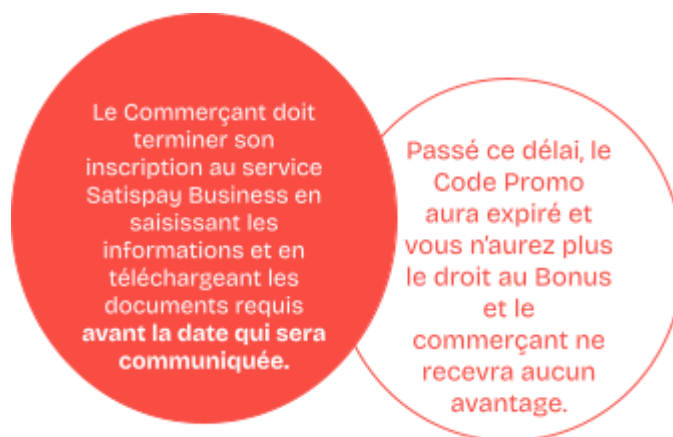 Le Commerçant doit
terminer son
inscription au service
Satispay Business en
saisissant les
informations et en
téléchargeant les
documents requis
avant la date qui sera
communiquée.
Passé ce délai, le
Code Promo
aura expiré et
vous n'aurez plus
le droit au Bonus
et le
commerçant ne
recevra aucun
avantage.